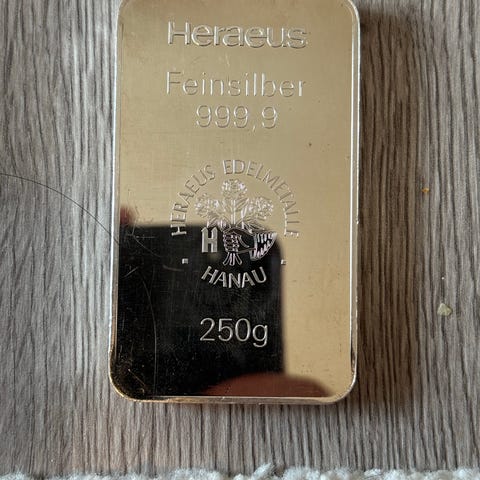 Heraeus
Feinsilber
999,9
HERAEUS EDELMETALLE
H
HANAU
250g